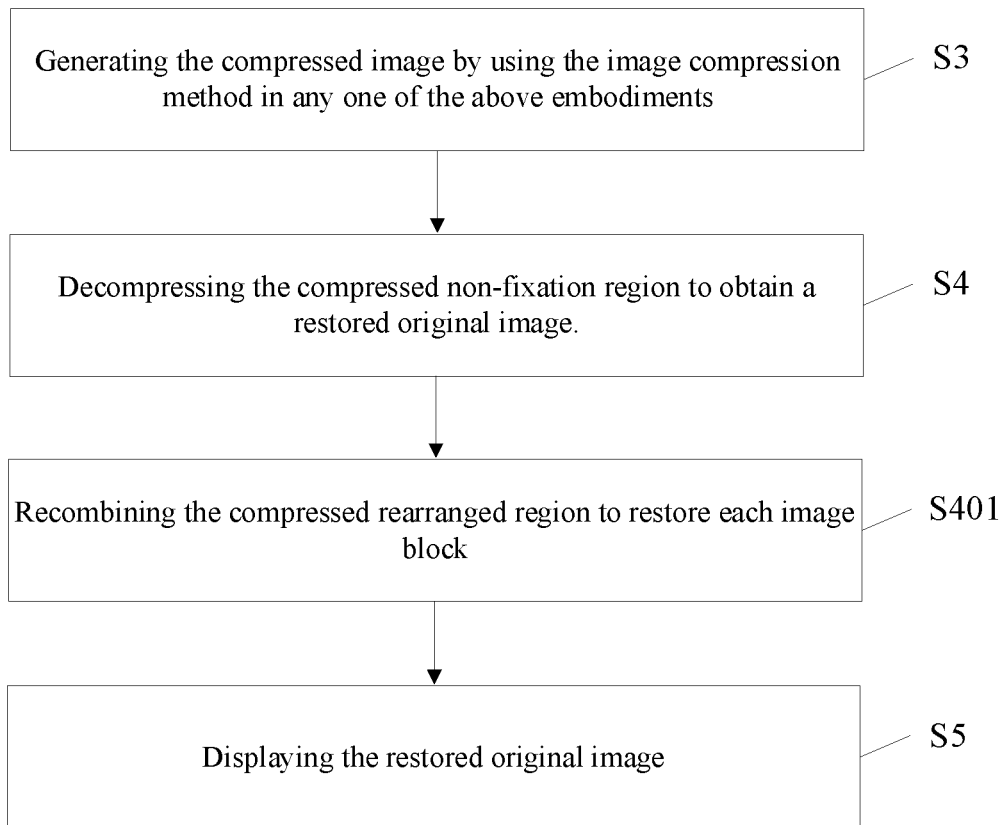 Generating the compressed image by using the image compression
method in any one of the above embodiments
S3
Decompressing the compressed non-fixation region to obtain a
restored original image.
S4
Recombining the compressed rearranged region to restore each image
block
S401
Displaying the restored original image
S5